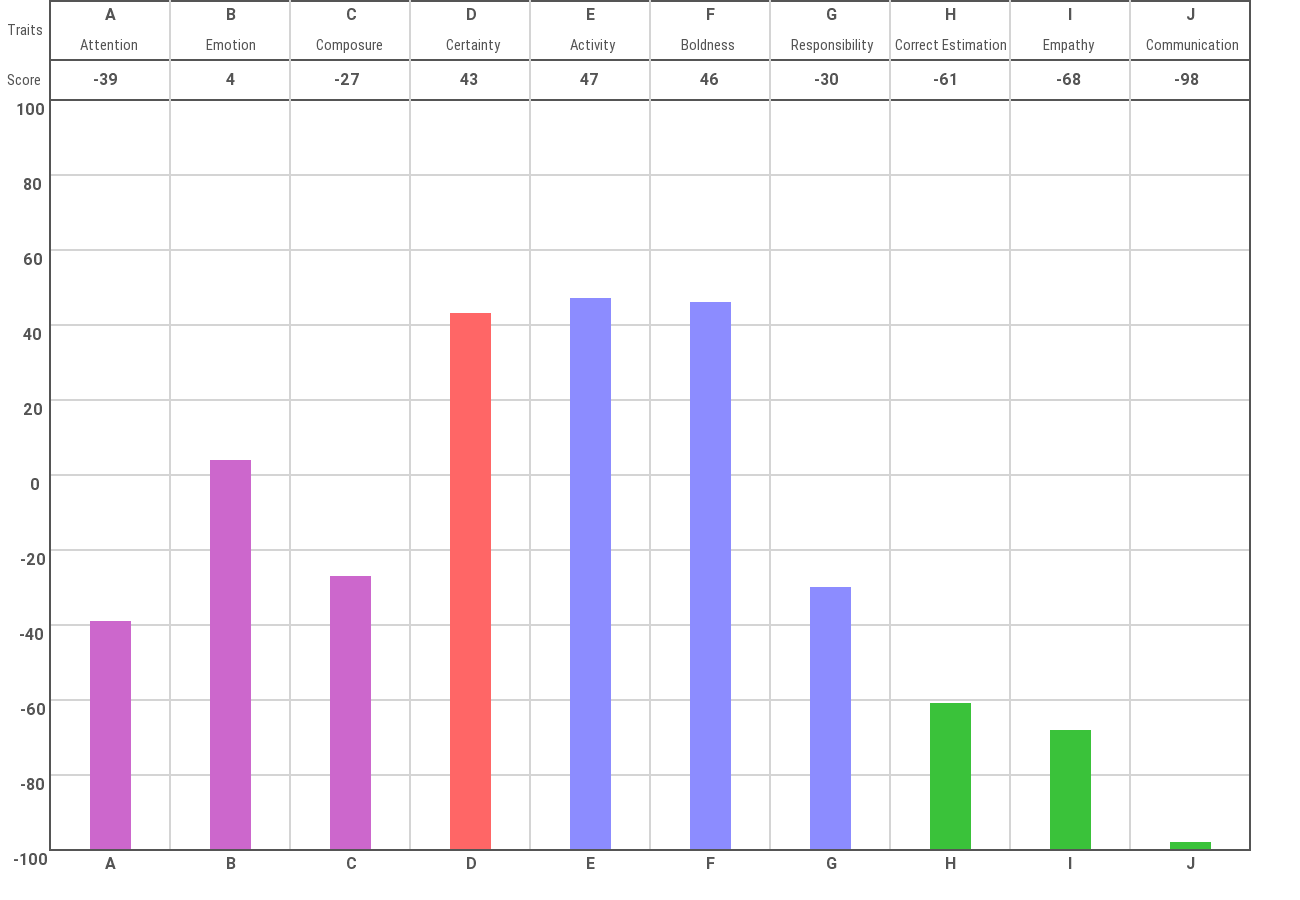 A B C D E F G H I J
Traits
Attention Emotion Composure Certainty Activity Boldness Responsibility Correct Estimation Empathy Communication
Score -39 4 -27 43 47 46 -30 -61 -68 -98
100
80
60
40
20
0
-20
-40
-60
-80
-100
A B C D E F G H I J